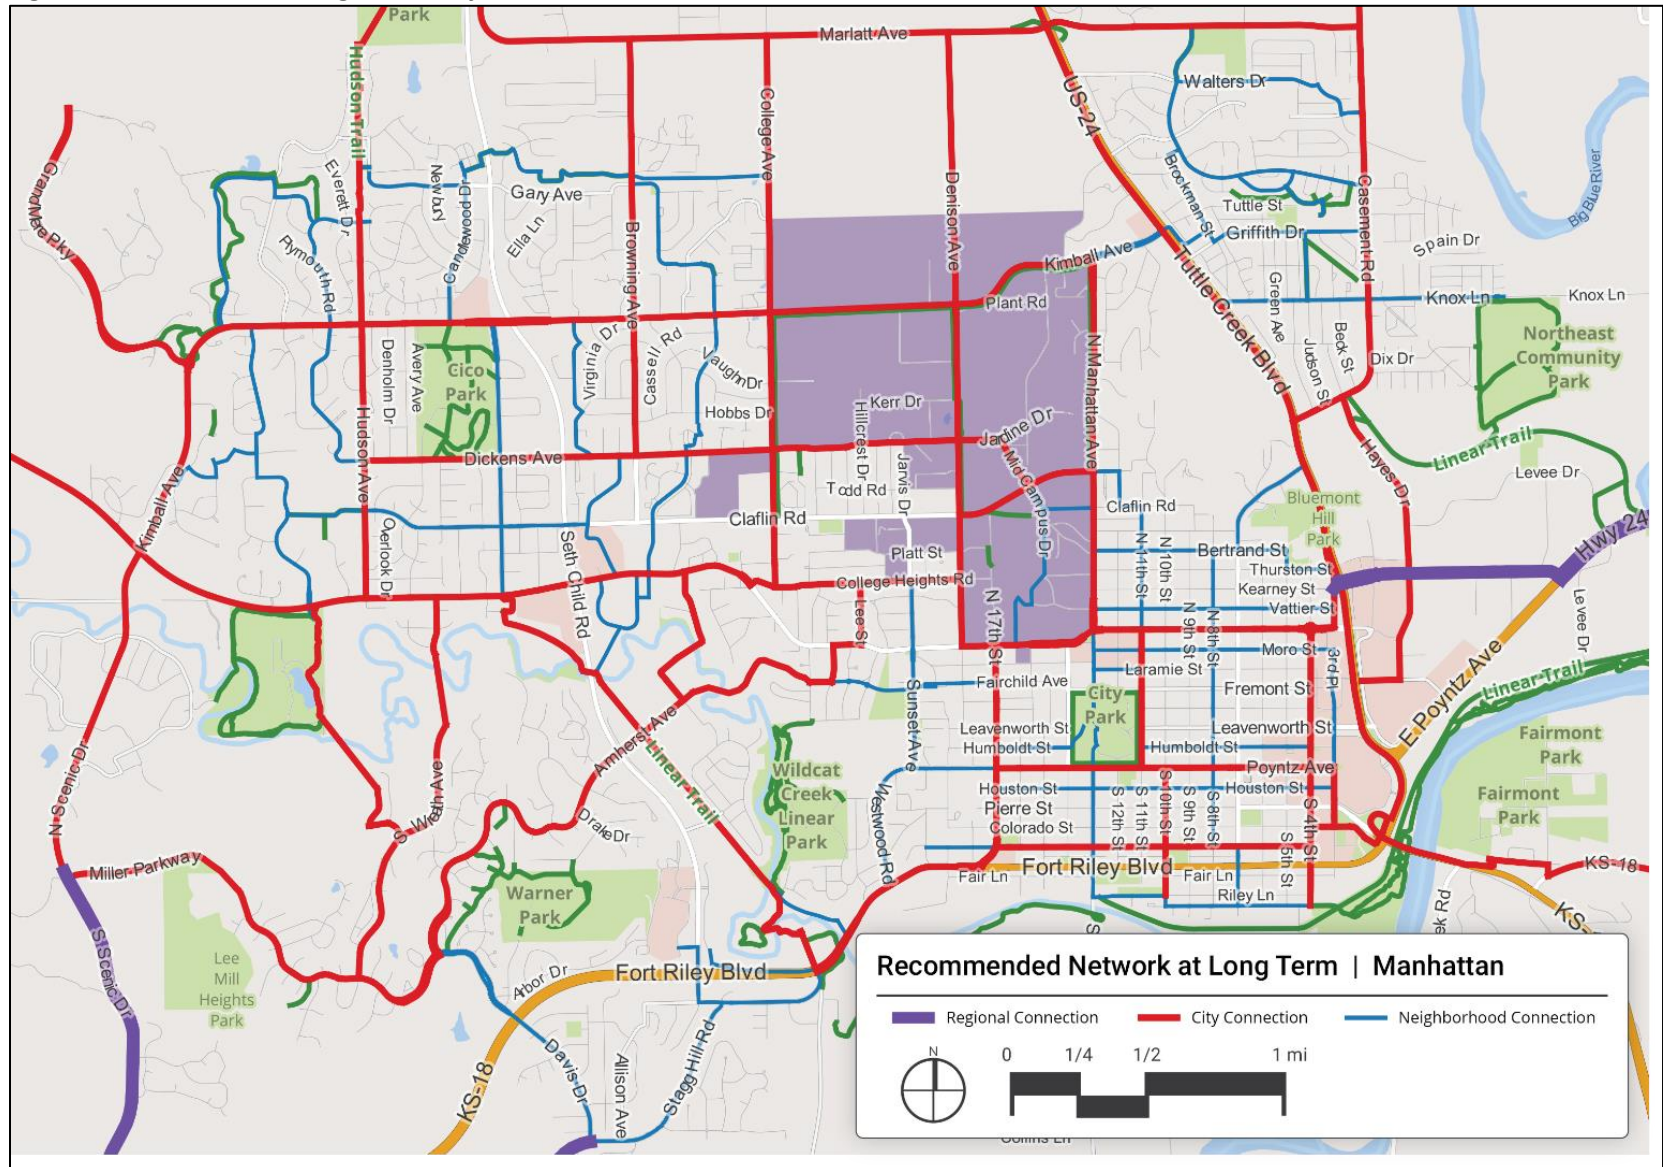 Park
Marlatt Ave
Hudson Trail
US-24
Walters Dr
College Ave
Big Blue River
Grand Mere Pky
Everett Dr
Newbury
Candlewood Dr
Gary Ave
Ella Ln
Browning Ave
Denison Ave
Brockman St
Tuttle St
Casement Rd
Griffith Dr
Spain Dr
Plymouth Rd
Kimball Ave
Tuttle Creek Blvd
Green Ave
Plant Rd
Knox Ln
Knox Ln
Northeast
Community
Park
Denholm Dr
Avery Ave
Cico
Park
Virginia Dr
Cassell Rd
Vaughn Dr
N Manhattan Ave
Judson St
Beck St
Dix Dr
Hobbs Dr
Kerr Dr
Hillcrest Dr
Jardine Dr
Hudson Ave
Dickens Ave
Jarvis Dr
Mid Campus Dr
Hayes Dr
Linear Trail
Levee Dr
Todd Rd
Kimball Ave
Claflin Rd
Claflin Rd
Bluemont
Hill
Park
Overlook Dr
Seth Child Rd
Platt St
N 11th St
N 10th St
Bertrand St
Hwy 24
Thurston St
College Heights Rd
Kearney St
Lee St
N 17th St
N 9th St
N 8th St
Vattier St
Levee Dr
Moro St
3rd Pl
Laramie St
Sunset Ave
Fairchild Ave
City
Park
Fremont St
Linear Trail
E Poyntz Ave
Amherst Ave
Leavenworth St
Leavenworth St
Humboldt St
Humboldt St
Fairmont
Park
N Scenic Dr
Linear Trail
Wildcat
Creek
Linear
Park
Poyntz Ave
Westwood Rd
Houston St
Houston St
Pierre St
S 12th St
S 11th St
S 10th St
S 9th St
S 8th St
S 4th St
Fairmont
Park
Drake Dr
Colorado St
S 5th St
Miller Parkway
Fair Ln
Fort Riley Blvd
Fair Ln
KS-18
Warner
Park
Riley Ln
S Scenic Dr
Lee
Mill
Heights
Park
Arbor Dr
Fort Riley Blvd
Davis Dr
Allison Ave
Stagg Hill Rd
KS-18
Recommended Network at Long Term | Manhattan
Regional Connection
City Connection
Neighborhood Connection
N
0 1/4 1/2 1 mi